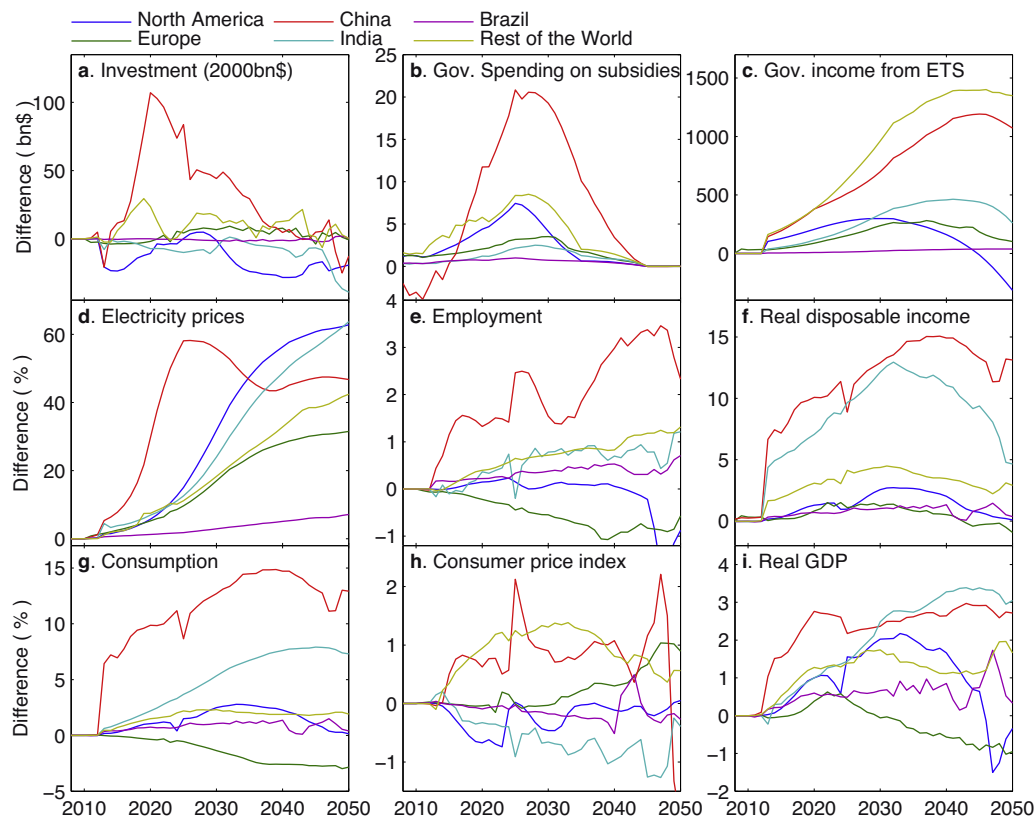 North America China Brazil
Europe India Rest of the World
a. Investment (2000bn$)
b. Gov. Spending on subsidies
c. Gov. income from ETS
Difference ( bn$)
100
50
0
25
20
15
10
5
0
1500
1000
500
0
d. Electricity prices
e. Employment
f. Real disposable income
Difference ( % )
60
40
20
0
4
3
2
1
0
−1
15
10
5
0
g. Consumption
h. Consumer price index
i. Real GDP
Difference ( % )
15
10
5
0
−5
2
1
0
−1
4
3
2
1
0
−1
−2
2010 2020 2030 2040 2050
2010 2020 2030 2040 2050
2010 2020 2030 2040 2050